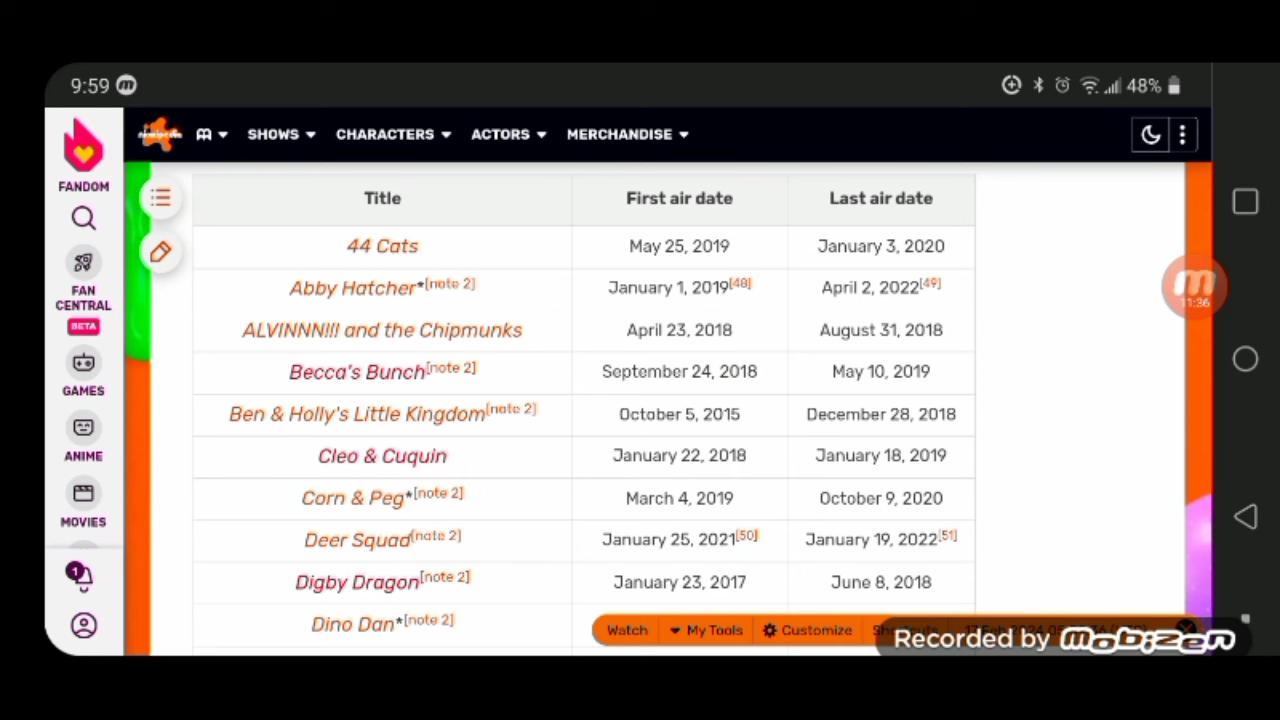 9:59
48%
SHOWS
CHARACTERS
ACTORS
MERCHANDISE
FANDOM
FAN
CENTRAL
BETA
GAMES
ANIME
MOVIES
1
Title First air date Last air date
44 Cats May 25, 2019 January 3, 2020
Abby Hatcher*[note 2] January 1, 2019[48] April 2, 2022[49]
ALVINNN!!! and the Chipmunks April 23, 2018 August 31, 2018
Becca's Bunch[note 2] September 24, 2018 May 10, 2019
Ben & Holly's Little Kingdom[note 2] October 5, 2015 December 28, 2018
Cleo & Cuquin January 22, 2018 January 18, 2019
Corn & Peg*[note 2] March 4, 2019 October 9, 2020
Deer Squad[note 2] January 25, 2021[50] January 19, 2022[51]
Digby Dragon[note 2] January 23, 2017 June 8, 2018
Dino Dan*[note 2]
Watch My Tools Customize
11:36
Recorded by mobizen